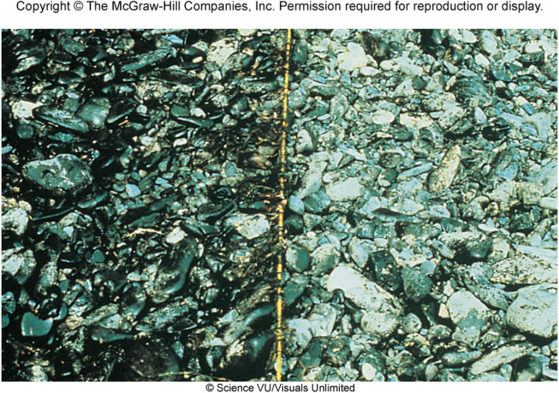 Copyright © The McGraw-Hill Companies, Inc. Permission required for reproduction or display.
© Science VU/Visuals Unlimited